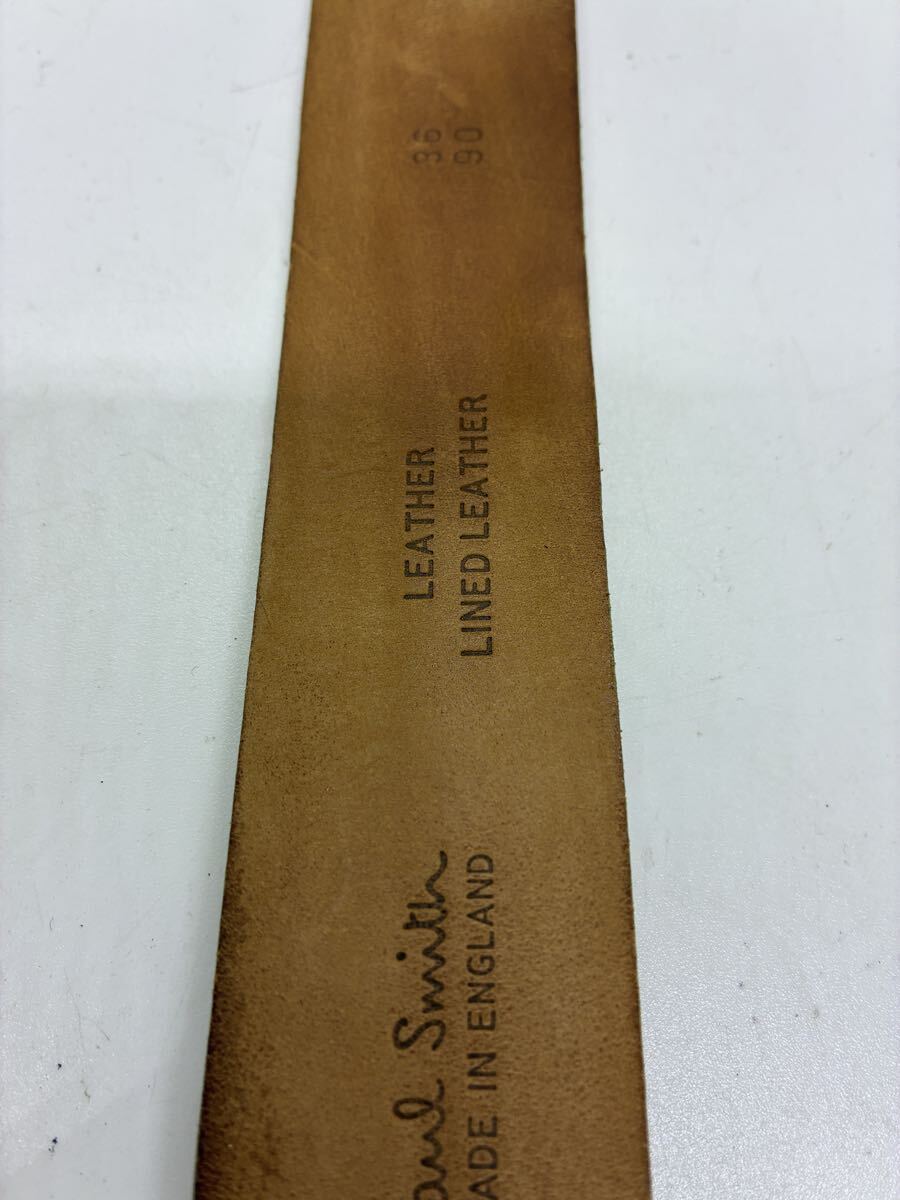 aul Smith
ADE IN ENGLAND
LEATHER
LINED LEATHER
36
90